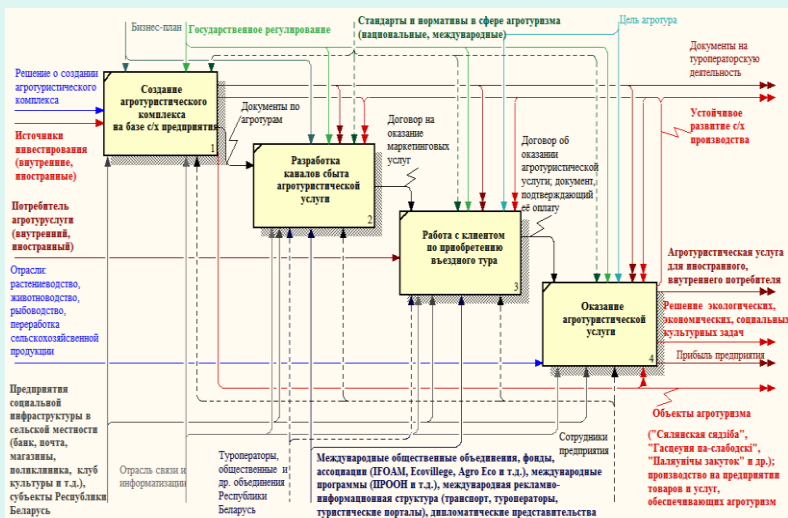 Бизнес-план
Государственное регулирование
Стандарты и нормативы в сфере агротуризма
(национальные, международные)
Цель агротура
Решение о создании
агротуристического
комплекса
Источники
инвестирования
(внутренние,
иностранные)
Потребитель
агротуруслуги
(внутренний,
иностранный)
Отрасли:
растениеводство,
животноводство,
рыбоводство,
переработка
сельскохозяйсвенной
продукции
Предприятия
социальной
инфраструктуры в
сельской местности
(банк, почта,
магазины,
поликлиника, клуб
культуры и т.д.),
субъекты Республики
Беларусь
Создание
агротуристического
комплекса
на базе с/х предприятия
1
Документы по
агротурам
Разработка
каналов сбыта
агротуристической
услуги
2
Договор на
оказание
маркетинговых
услуг
Работа с клиентом
по приобретению
въездного тура
3
Договор об
оказании
агротуристической
услуги; документ,
подтверждающий
её оплату
Оказание
агротуристической
услуги
4
Документы на
туроператорскую
деятельность
Устойчивое
развитие с/х
производства
Агротуристическая услуга
для иностранного,
внутреннего потребителя
Решение экологических,
экономических, социальных
культурных задач
Прибыль предприятия
Объекты агротуризма
("Сялянская сядзіба",
"Гасцеуня па-слабодскі",
"Паляунічы закуток" и др.);
производство на предприятии
товаров и услуг,
обеспечивающих агротуризм
Отрасль связи и
информатизации
Туроператоры,
общественные и
др. объединения
Республики
Беларусь
Международные общественные объединения, фонды,
ассоциации (IFOAM, Ecovillege, Agro Eco и т.д.), международные
программы (ПРООН и т.д.), международная рекламно-
информационная структура (транспорт, туроператоры,
туристические порталы), дипломатические представительства
Сотрудники
предприятия